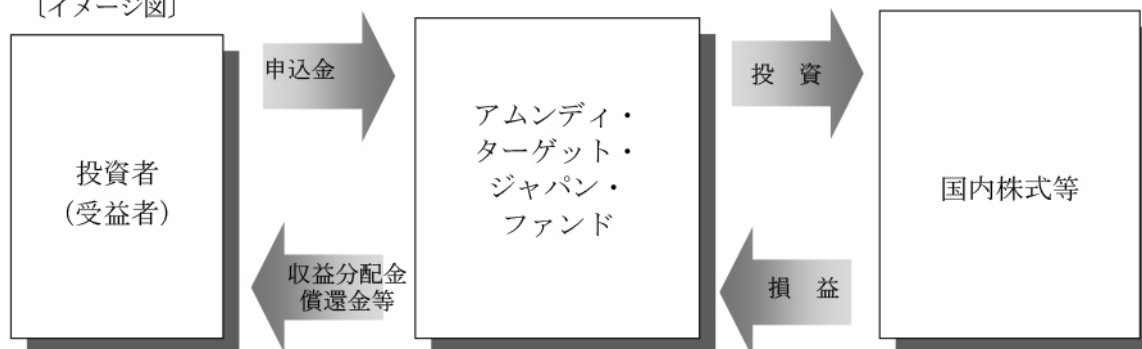 〔イメージ図〕
申込金
投　資
アムンディ・
ターゲット・
ジャパン・
ファンド
投資者
（受益者）
国内株式等
収益分配金
償還金等
損　益